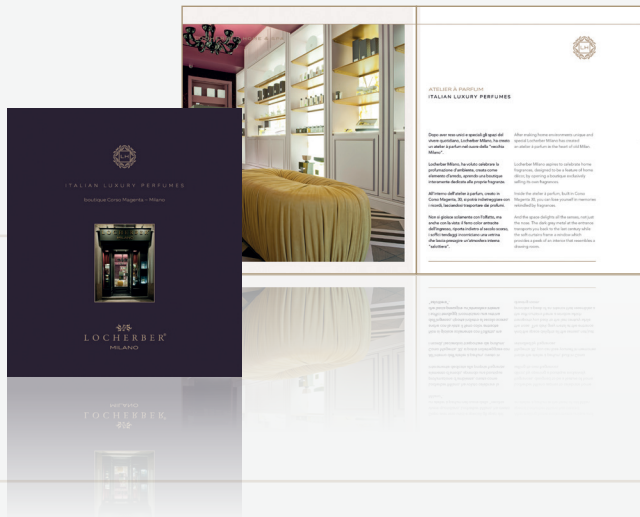 ITALIAN LUXURY PERFUMES
Boutique Corso Magenta – Milano
LOCHERBER®
MILANO
ATELIER À PARFUM
ITALIAN LUXURY PERFUMES
Dopo aver reso unici e speciali gli spazi del
vivere quotidiano, Locherber Milano, ha creato
un atelier à parfum nel cuore della "vecchia
Milano".
Locherber Milano, ha voluto celebrare la
profumazione d'ambiente, creata come
elemento d'arredo, aprendo una boutique
interamente dedicata alle proprie fragranze.
All'interno dell'atelier à parfum, creato in
Corso Magenta, 35, si potrà indietreggiare con
i ricordi, lasciandosi trasportare dai profumi.
Non si gioisce solamente con l'olfatto, ma
anche con la vista: il ferro color antracite
dell'ingresso, riporta indietro al secolo scorso;
i soffici tendaggi incorniciano una vetrina
che lascia presagire un'atmosfera interna
"salottiera".
After making home environments unique and
special Locherber Milano has created
an atelier à parfum in the heart of old Milan.
Locherber Milano aspires to celebrate home
fragrances, designed to be a feature of home
décor, by opening a boutique exclusively
selling its own fragrances.
Inside the atelier à parfum, built in Corso
Magenta 35, you can lose yourself in memories
rekindled by fragrances.
And the space delights all the senses, not just
the nose. The dark grey metal at the entrance
transports you back to the last century while
the soft curtains frame a window which
provides a peek of an interior that resembles a
drawing room.